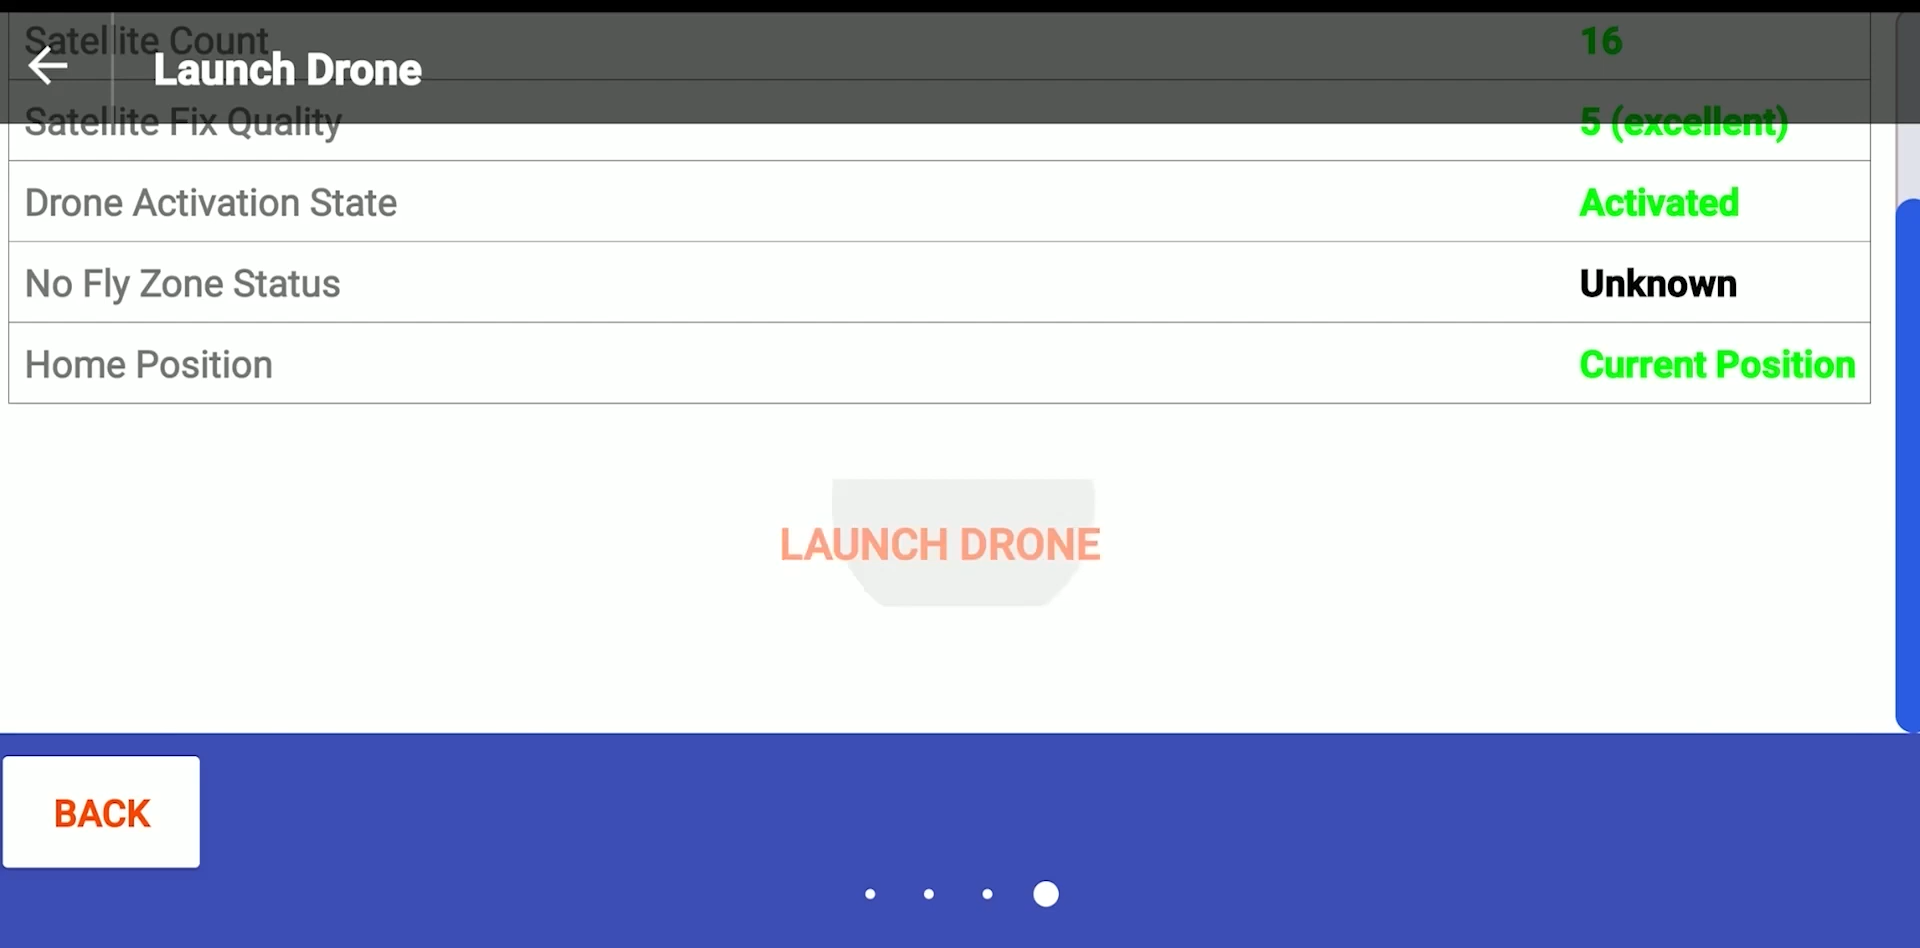 Satellite Count 16
Launch Drone
Satellite Fix Quality 5 (excellent)
Drone Activation State Activated
No Fly Zone Status Unknown
Home Position Current Position
LAUNCH DRONE
BACK